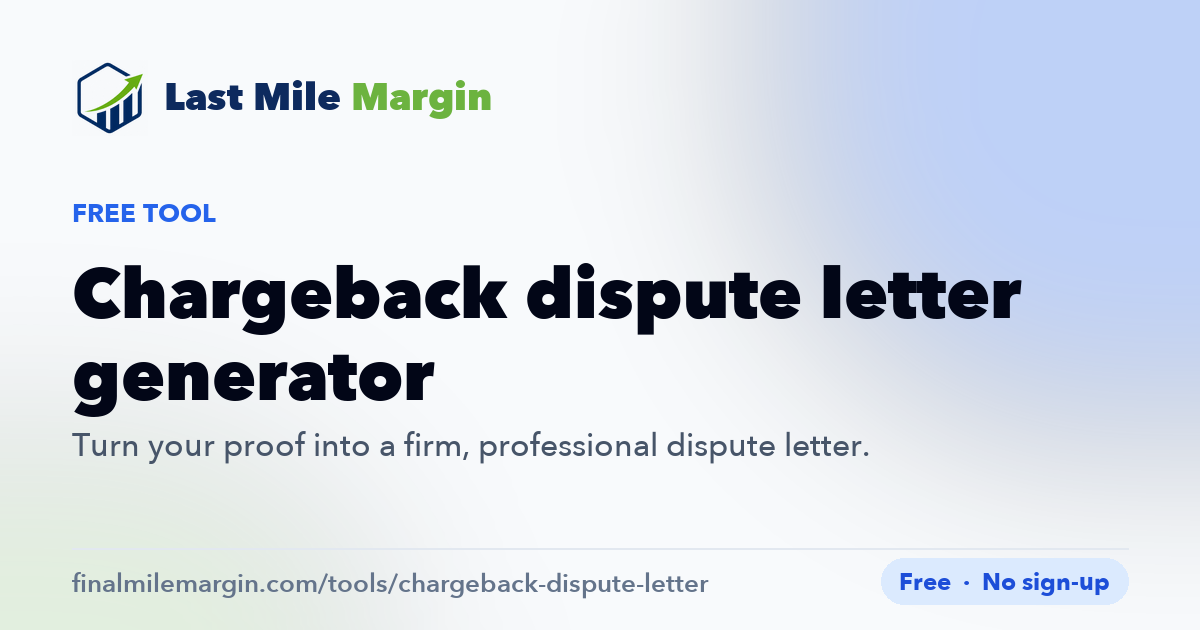 Last Mile Margin
FREE TOOL
Chargeback dispute letter
generator
Turn your proof into a firm, professional dispute letter.
finalmilemargin.com/tools/chargeback-dispute-letter
Free · No sign-up